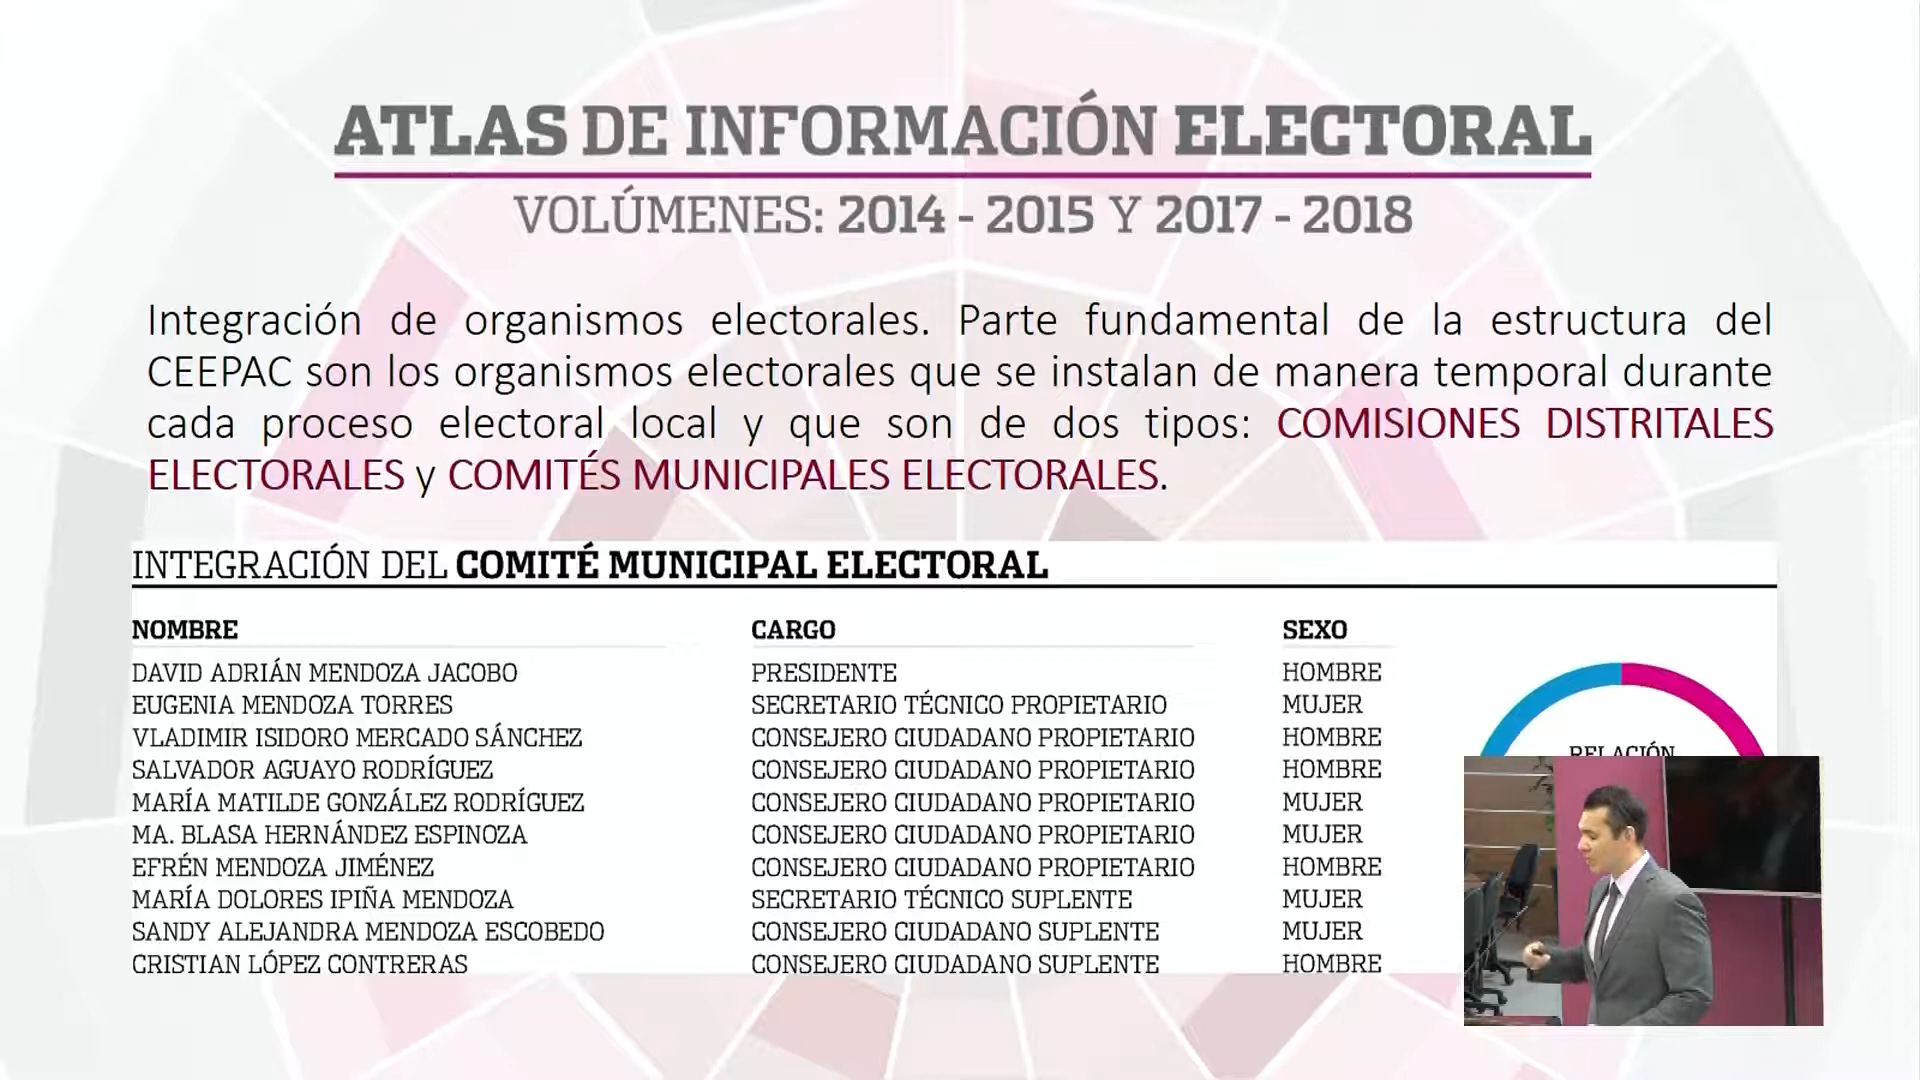 ATLAS DE INFORMACIÓN ELECTORAL
VOLÚMENES: 2014 - 2015 Y 2017 - 2018
Integración de organismos electorales. Parte fundamental de la estructura del
CEEPAC son los organismos electorales que se instalan de manera temporal durante
cada proceso electoral local y que son de dos tipos: COMISIONES DISTRITALES
ELECTORALES y COMITÉS MUNICIPALES ELECTORALES.
INTEGRACIÓN DEL COMITÉ MUNICIPAL ELECTORAL
NOMBRE CARGO SEXO
DAVID ADRIÁN MENDOZA JACOBO PRESIDENTE HOMBRE
EUGENIA MENDOZA TORRES SECRETARIO TÉCNICO PROPIETARIO MUJER
VLADIMIR ISIDORO MERCADO SÁNCHEZ CONSEJERO CIUDADANO PROPIETARIO HOMBRE
RELACIÓN
SALVADOR AGUAYO RODRÍGUEZ CONSEJERO CIUDADANO PROPIETARIO HOMBRE
MARÍA MATILDE GONZÁLEZ RODRÍGUEZ CONSEJERO CIUDADANO PROPIETARIO MUJER
MA. BLASA HERNÁNDEZ ESPINOZA CONSEJERO CIUDADANO PROPIETARIO MUJER
EFRÉN MENDOZA JIMÉNEZ CONSEJERO CIUDADANO PROPIETARIO HOMBRE
MARÍA DOLORES IPIÑA MENDOZA SECRETARIO TÉCNICO SUPLENTE MUJER
SANDY ALEJANDRA MENDOZA ESCOBEDO CONSEJERO CIUDADANO SUPLENTE MUJER
CRISTIAN LÓPEZ CONTRERAS CONSEJERO CIUDADANO SUPLENTE HOMBRE